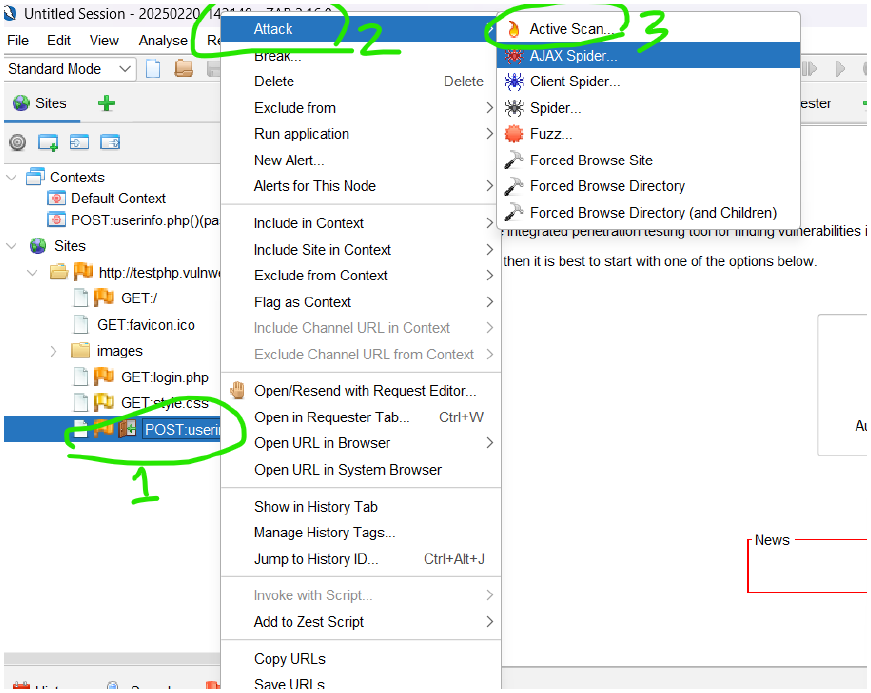 Untitled Session - 20250220
File Edit View Analyse
Standard Mode
Sites
Contexts
Default Context
POST:userinfo.php()(pa
Sites
http://testphp.vulnw
GET:/
GET:favicon.ico
images
GET:login.php
GET:style.css
POST:useri
1
Attack
2
Break...
Delete Delete
Exclude from
Run application
New Alert...
Alerts for This Node
Include in Context
Include Site in Context
Exclude from Context
Flag as Context
Include Channel URL in Context
Exclude Channel URL from Context
Open/Resend with Request Editor...
Open in Requester Tab... Ctrl+W
Open URL in Browser
Open URL in System Browser
Show in History Tab
Manage History Tags...
Jump to History ID... Ctrl+Alt+J
Invoke with Script...
Add to Zest Script
Copy URLs
Save URLs
Active Scan...
3
AJAX Spider...
Client Spider...
Spider...
Fuzz...
Forced Browse Site
Forced Browse Directory
Forced Browse Directory (and Children)
ester
integrated penetration testing tool for finding vulnerabilities i
then it is best to start with one of the options below.
Au
News